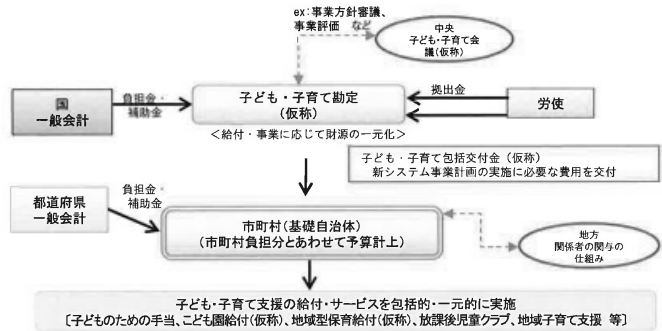 ex:事業方針審議、
事業評価 など
中央
子ども・子育て会
議(仮称)
国
一般会計
負担金・
補助金
子ども・子育て勘定
(仮称)
拠出金
労使
<給付・事業に応じて財源の一元化>
子ども・子育て包括交付金(仮称)
新システム事業計画の実施に必要な費用を交付
都道府県
一般会計
負担金・
補助金
市町村(基礎自治体)
(市町村負担分とあわせて予算計上)
地方
関係者の関与の
仕組み
子ども・子育て支援の給付・サービスを包括的・一元的に実施
〔子どものための手当、こども園給付(仮称)、地域型保育給付(仮称)、放課後児童クラブ、地域子育て支援 等〕